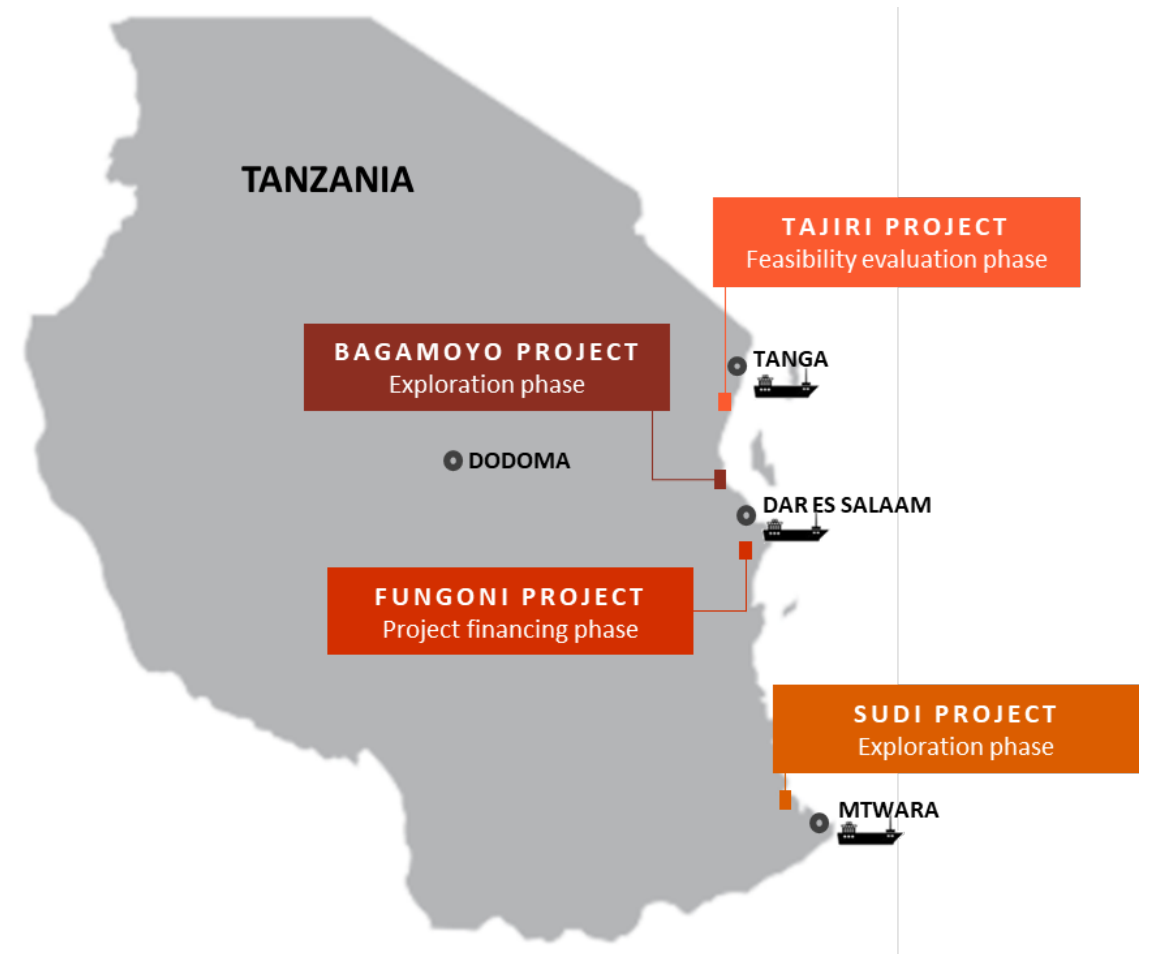 TANZANIA
TAJIRI PROJECT
Feasibility evaluation phase
BAGAMOYO PROJECT
Exploration phase
TANGA
DODOMA
DAR ES SALAAM
FUNGONI PROJECT
Project financing phase
SUDI PROJECT
Exploration phase
MTWARA